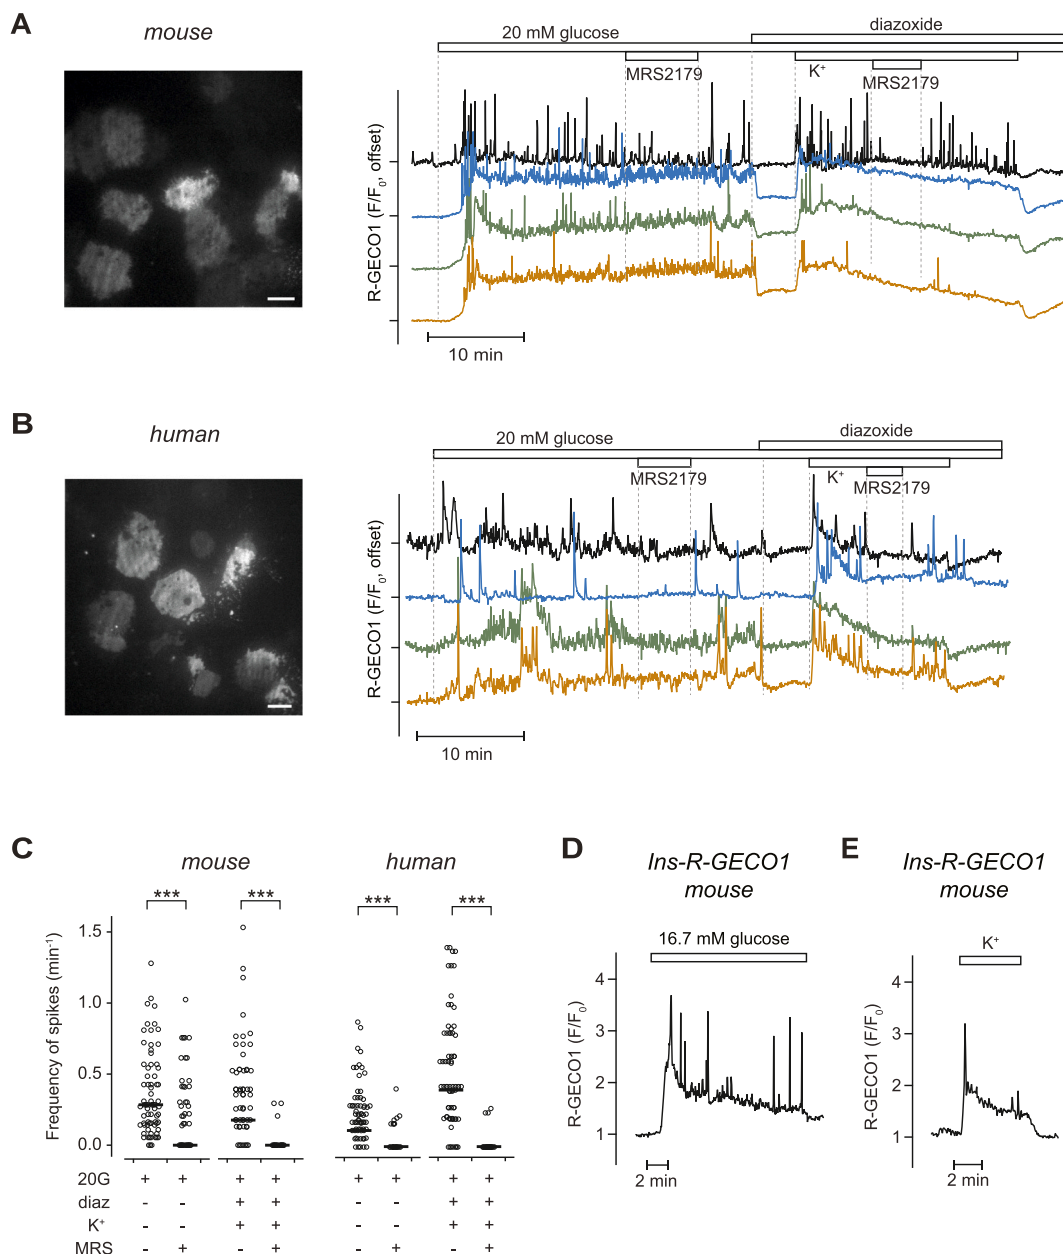 A
mouse
20 mM glucose
diazoxide
MRS2179
K+
MRS2179
R-GECO1 (F/F0, offset)
10 min
B
human
20 mM glucose
diazoxide
MRS2179
K+
MRS2179
R-GECO1 (F/F0, offset)
10 min
C
mouse
human
*** *** *** ***
Frequency of spikes (min-1)
1.5
1.0
0.5
0.0
20G + + + + + + + +
diaz - - + + - - + +
K+ - - + + - - + +
MRS - + - + - + - +
D
Ins-R-GECO1
mouse
16.7 mM glucose
R-GECO1 (F/F0)
4
3
2
1
2 min
E
Ins-R-GECO1
mouse
K+
R-GECO1 (F/F0)
4
3
2
1
2 min